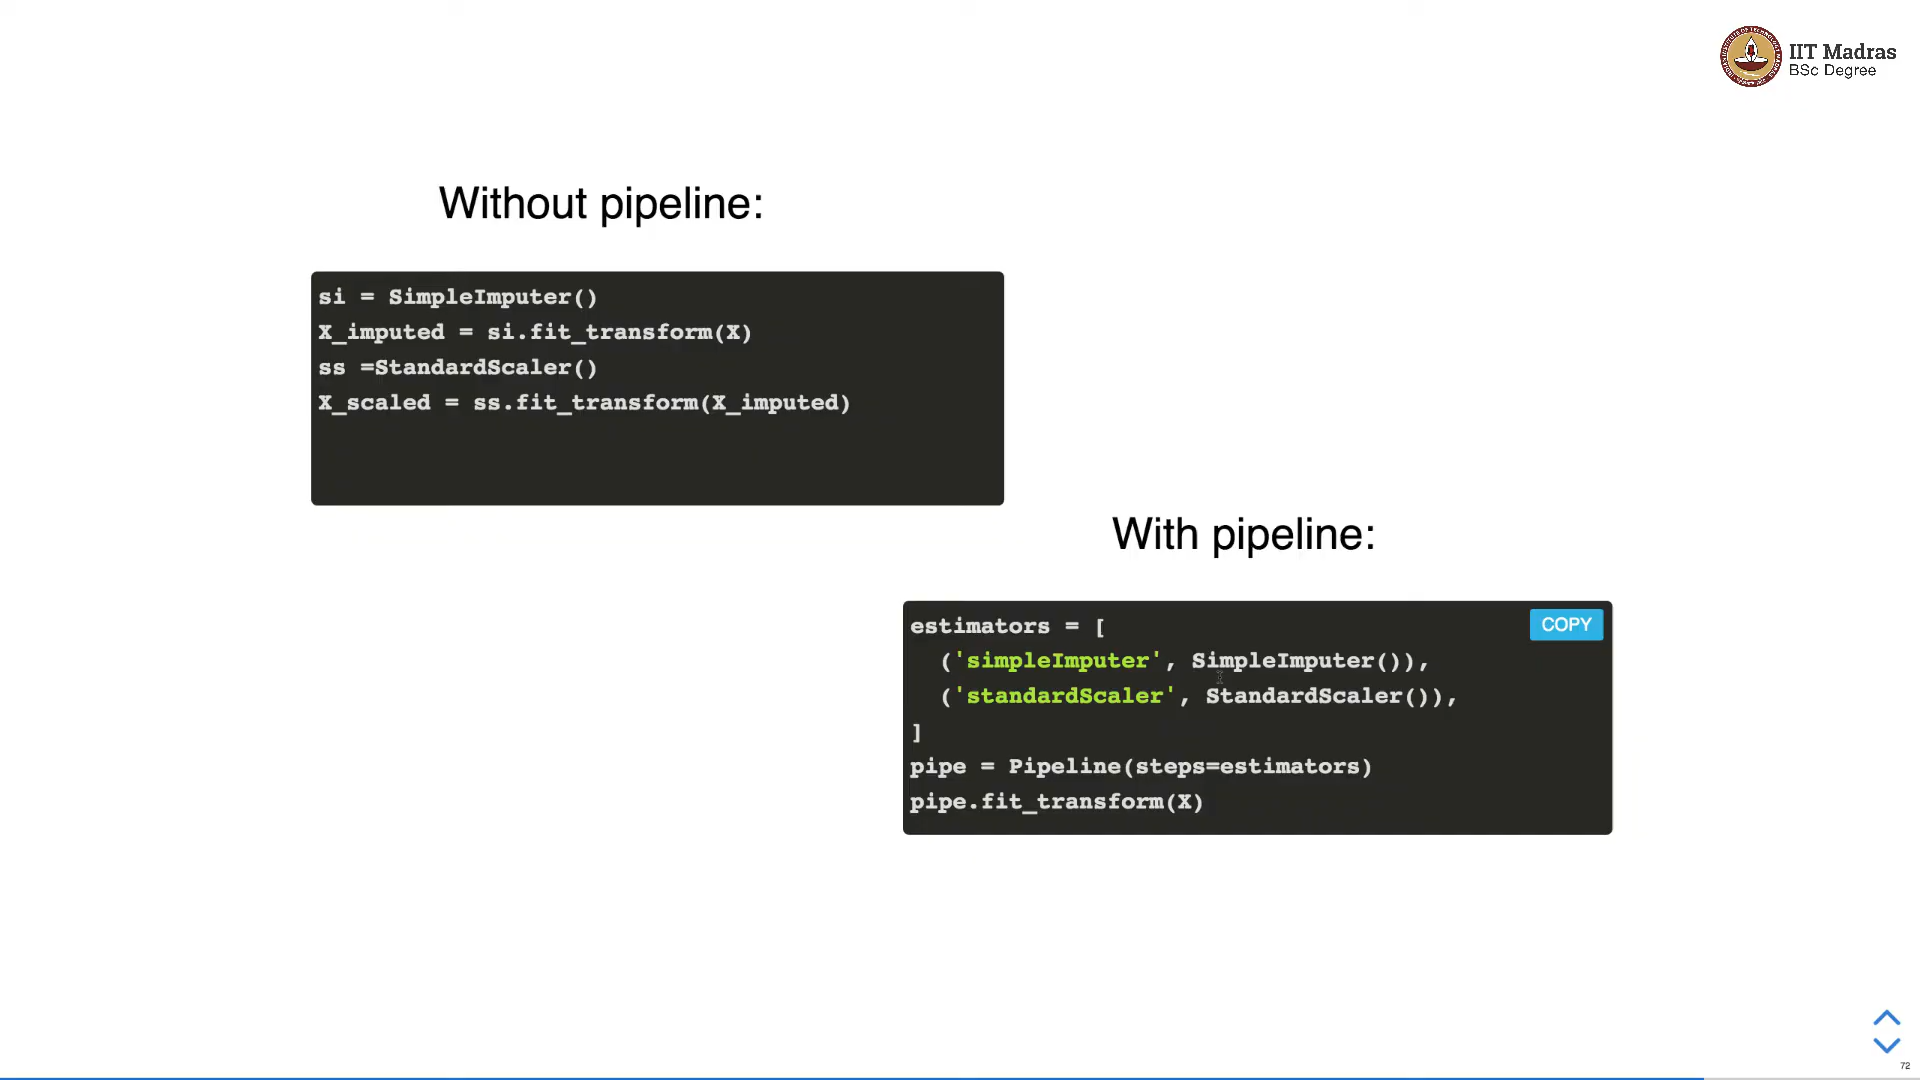 IIT Madras
BSc Degree
Without pipeline:
si = SimpleImputer()
X_imputed = si.fit_transform(X)
ss =StandardScaler()
X_scaled = ss.fit_transform(X_imputed)
With pipeline:
COPY
estimators = [
  ('simpleImputer', SimpleImputer()),
  ('standardScaler', StandardScaler()),
]
pipe = Pipeline(steps=estimators)
pipe.fit_transform(X)
72